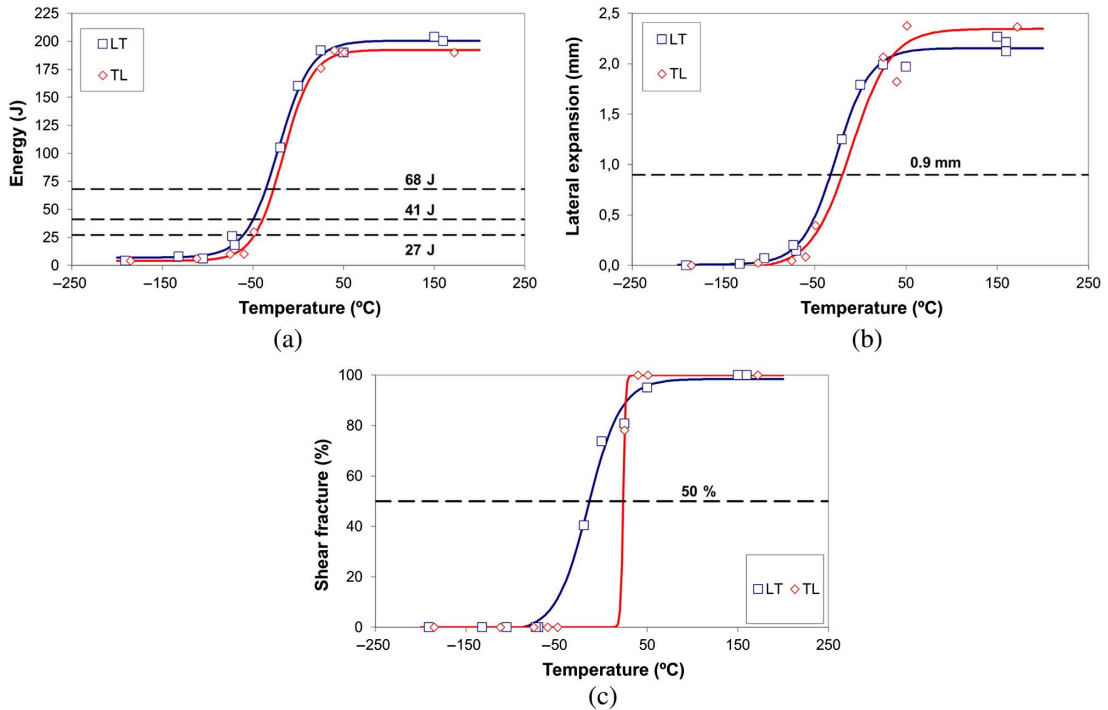 LT
TL
Energy (J)
200
175
150
125
100
75
50
25
0
68 J
41 J
27 J
–250
–150
–50
50
150
250
Temperature (ºC)
(a)
LT
TL
Lateral expansion (mm)
2,5
2,0
1,5
1,0
0,5
0,0
0.9 mm
–250
–150
–50
50
150
250
Temperature (ºC)
(b)
Shear fracture (%)
100
80
60
40
20
0
50 %
LT TL
–250
–150
–50
50
150
250
Temperature (ºC)
(c)
225